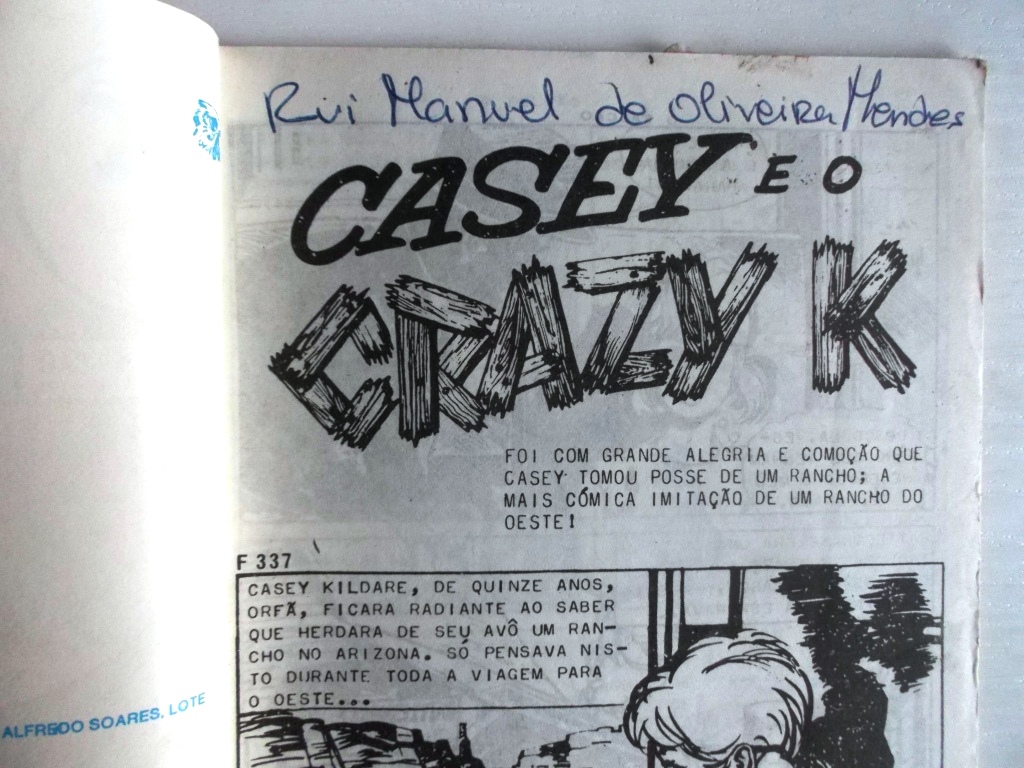 Rui Manuel de Oliveira Mendes
CASEY E O
CRAZY K
FOI COM GRANDE ALEGRIA E COMOÇÃO QUE
CASEY TOMOU POSSE DE UM RANCHO; A
MAIS CÓMICA IMITAÇÃO DE UM RANCHO DO
OESTE!
F 337
CASEY KILDARE, DE QUINZE ANOS,
ORFÃ, FICARA RADIANTE AO SABER
QUE HERDARA DE SEU AVÔ UM RAN-
CHO NO ARIZONA. SÓ PENSAVA NIS-
TO DURANTE TODA A VIAGEM PARA
O OESTE...
ALFREDO SOARES, LOTE